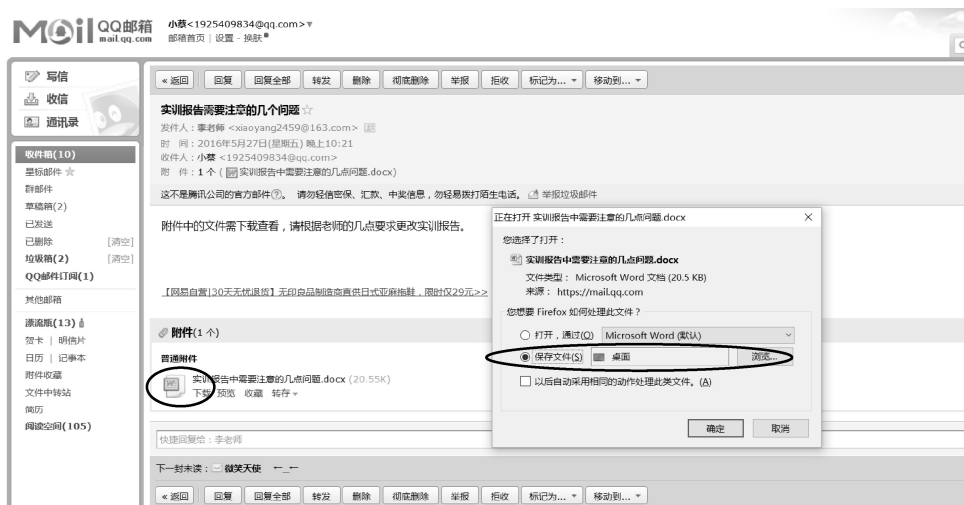 MAil QQ邮箱 mail.qq.com
小蔡<1925409834@qq.com>▼
邮箱首页 | 设置 - 换肤
写信
收信
通讯录
收件箱(10)
星标邮件 ☆
群邮件
草稿箱(2)
已发送
已删除 [清空]
垃圾箱(2) [清空]
QQ邮件订阅(1)
其他邮箱
漂流瓶(13)
贺卡 | 明信片
日历 | 记事本
附件收藏
文件中转站
简历
阅读空间(105)
« 返回 回复 回复全部 转发 删除 彻底删除 举报 拒收 标记为... 移动到...
实训报告需要注意的几个问题 ☆
发件人：李老师 <xiaoyang2459@163.com>
时 间：2016年5月27日(星期五) 晚上10:21
收件人：小蔡 <1925409834@qq.com>
附 件：1 个 ( 实训报告中需要注意的几点问题.docx)
这不是腾讯公司的官方邮件?。 请勿轻信密保、汇款、中奖信息，勿轻易拨打陌生电话。 举报垃圾邮件
附件中的文件需下载查看，请根据老师的几点要求更改实训报告。
【网易自营|30天无忧退货】无印良品制造商直供日式亚麻拖鞋，限时仅29元>>
附件(1 个)
普通附件
实训报告中需要注意的几点问题.docx (20.55K)
下载 预览 收藏 转存
快捷回复给：李老师
下一封未读： 微笑天使 ←_←
« 返回 回复 回复全部 转发 删除 彻底删除 举报 拒收 标记为... 移动到...
正在打开 实训报告中需要注意的几点问题.docx ×
您选择了打开：
实训报告中需要注意的几点问题.docx
文件类型： Microsoft Word 文档 (20.5 KB)
来源： https://mail.qq.com
您想要 Firefox 如何处理此文件？
打开，通过(O) Microsoft Word (默认)
保存文件(S) 桌面 浏览...
以后自动采用相同的动作处理此类文件。(A)
确定 取消